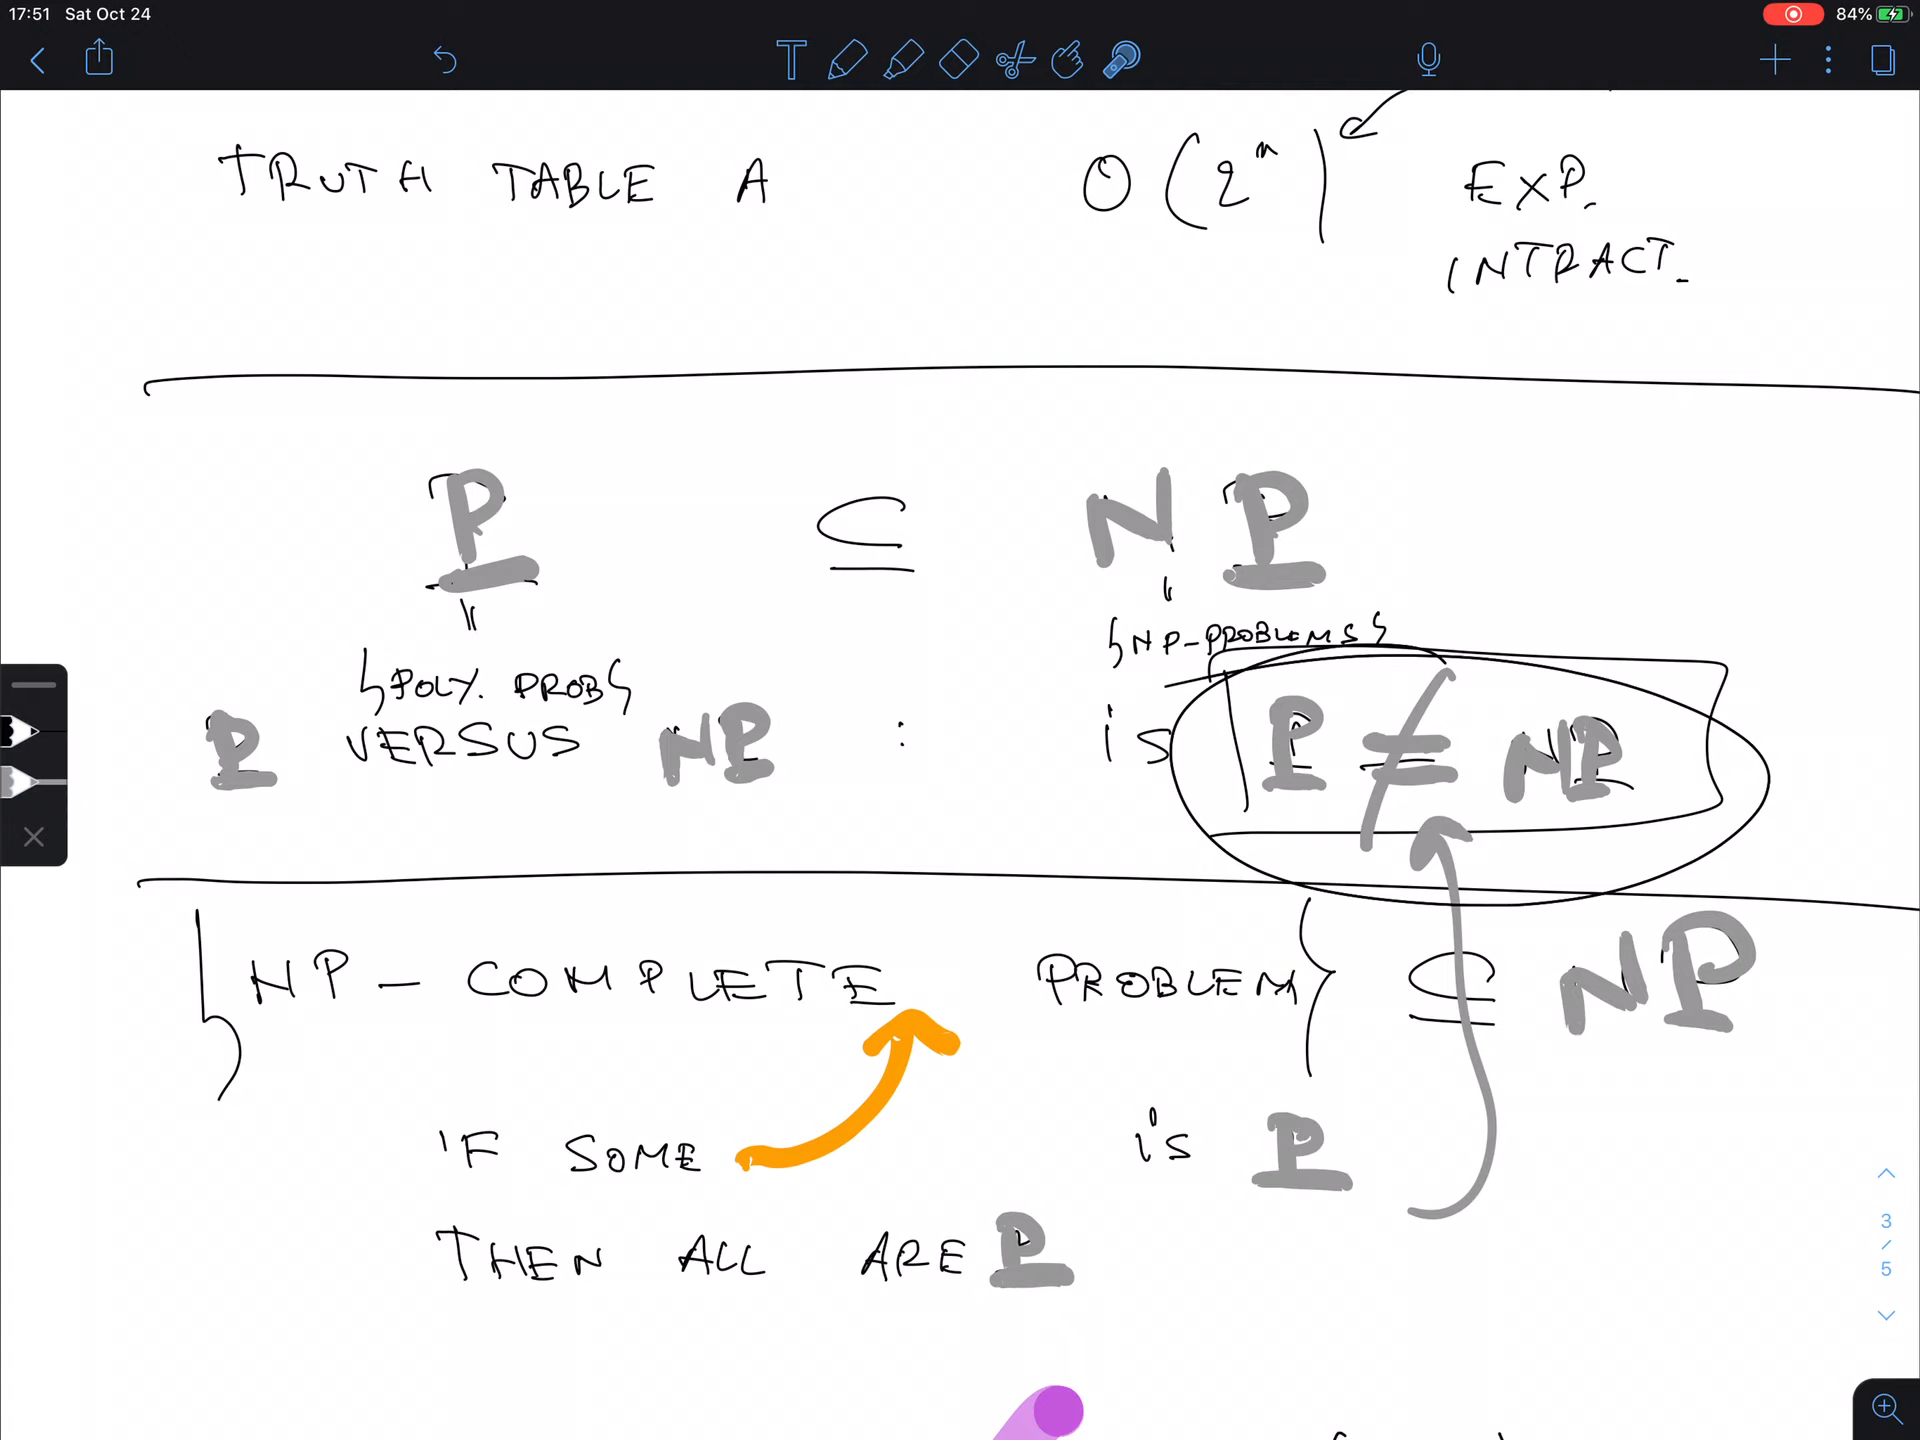 17:51 Sat Oct 24
84%
TRUTH TABLE A O(2^n) EXP.
INTRACT.
P ⊆ NP
{NP-PROBLEMS}
{POLY. PROB}
P VERSUS NP : is P ≠ NP
{NP-COMPLETE PROBLEM} ⊆ NP
IF SOME is P
THEN ALL ARE P
3
/
5